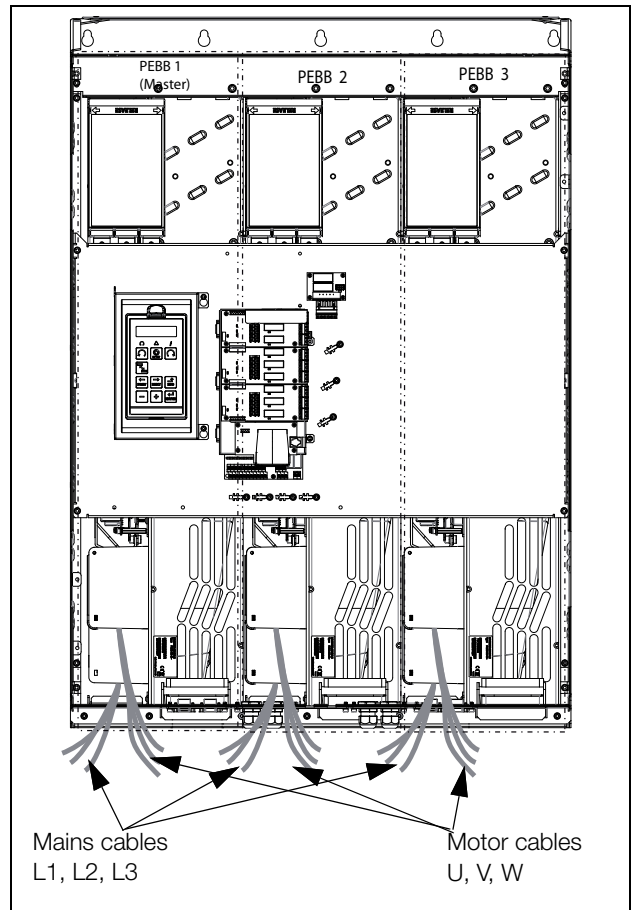 PEBB 1
(Master)
PEBB 2
PEBB 3
Mains cables
L1, L2, L3
Motor cables
U, V, W